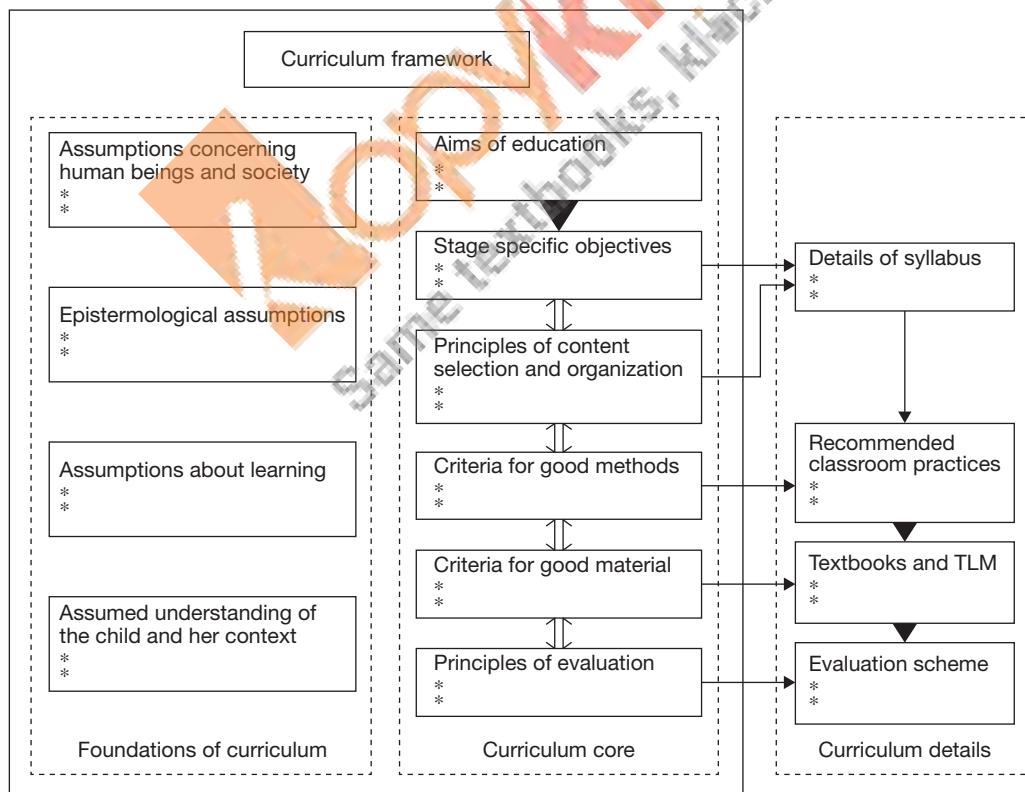 Curriculum framework
Assumptions concerning
human beings and society
*
*
Epistermological assumptions
*
*
Assumptions about learning
*
*
Assumed understanding of
the child and her context
*
*
Foundations of curriculum
Aims of education
*
*
Stage specific objectives
*
*
Principles of content
selection and organization
*
*
Criteria for good methods
*
*
Criteria for good material
*
*
Principles of evaluation
*
*
Curriculum core
Details of syllabus
*
*
Recommended
classroom practices
*
*
Textbooks and TLM
*
*
Evaluation scheme
*
*
Curriculum details
Same textbooks,